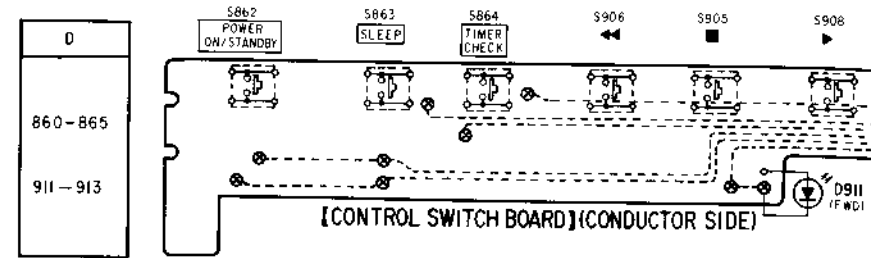 D
860-865
911-913
S862
POWER
ON/STANDBY
S863
SLEEP
S864
TIMER
CHECK
S906
◀◀
S905
■
S908
▶
D911
(FWD)
【CONTROL SWITCH BOARD】(CONDUCTOR SIDE)